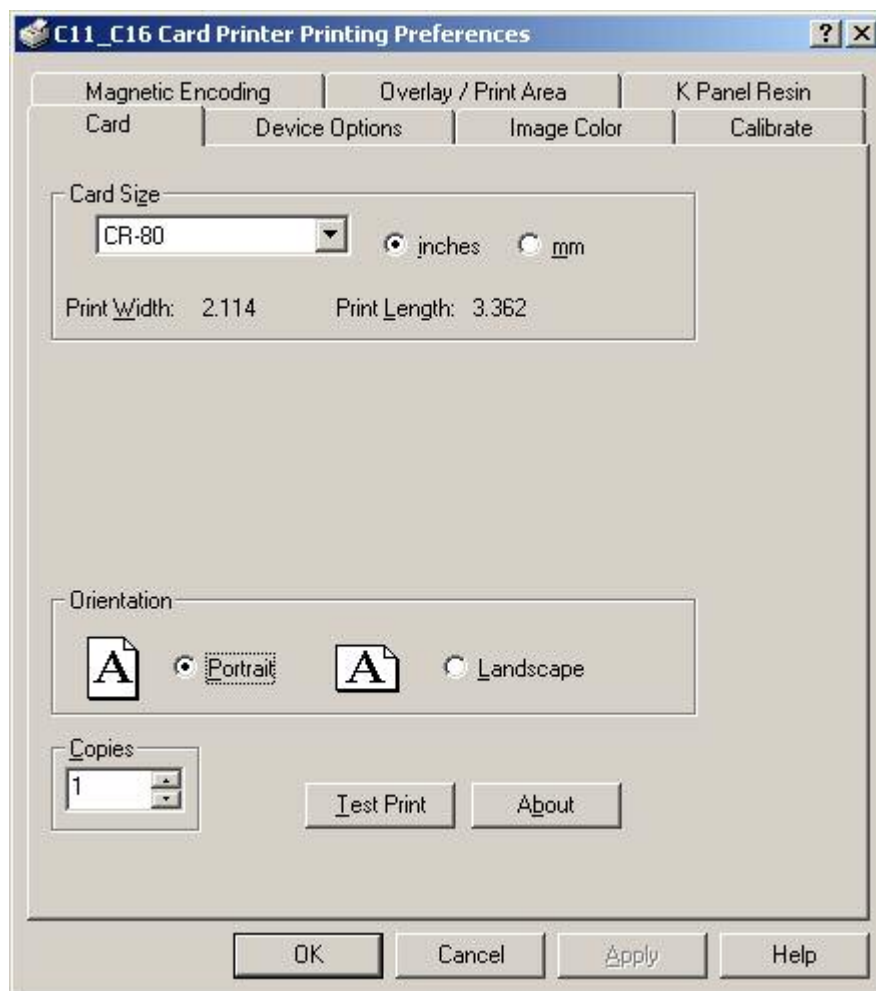 C11_C16 Card Printer Printing Preferences ? X
Magnetic Encoding Overlay / Print Area K Panel Resin
Card Device Options Image Color Calibrate
Card Size
CR-80 inches mm
Print Width: 2.114 Print Length: 3.362
Orientation
A Portrait A Landscape
Copies
1
Test Print About
OK Cancel Apply Help